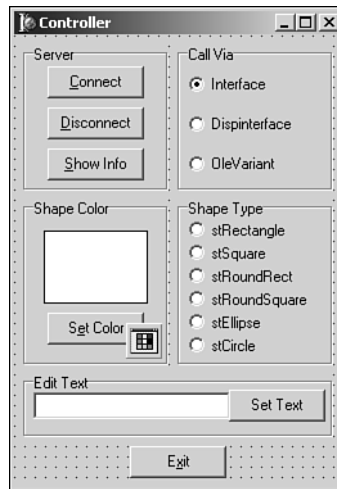 Controller
Server
Connect
Disconnect
Show Info
Call Via
Interface
Dispinterface
OleVariant
Shape Color
Set Color
Shape Type
stRectangle
stSquare
stRoundRect
stRoundSquare
stEllipse
stCircle
Edit Text
Set Text
Exit